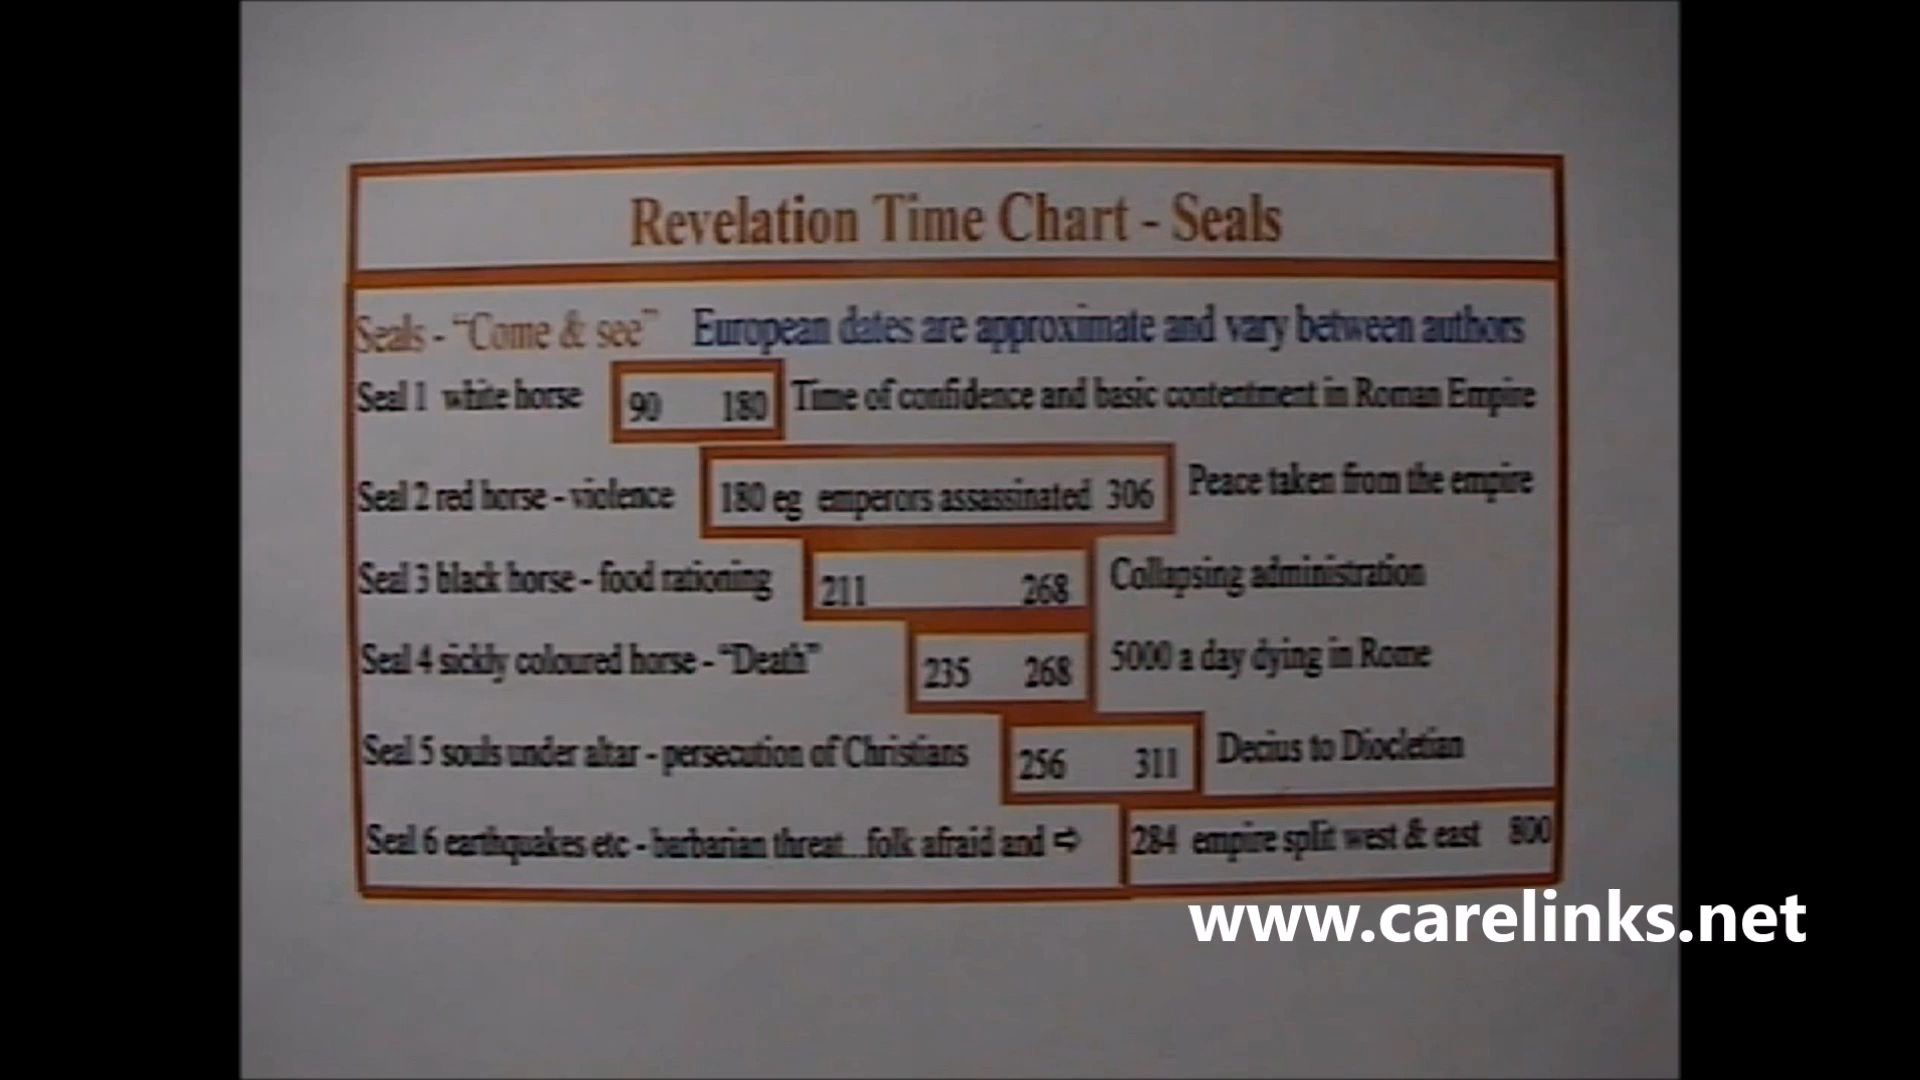 Revelation Time Chart - Seals
Seals - “Come & see” European dates are approximate and vary between authors
Seal 1 white horse 90 180 Time of confidence and basic contentment in Roman Empire
Seal 2 red horse - violence 180 eg emperors assassinated 306 Peace taken from the empire
Seal 3 black horse - food rationing 211 268 Collapsing administration
Seal 4 sickly coloured horse - “Death” 235 268 5000 a day dying in Rome
Seal 5 souls under altar - persecution of Christians 256 311 Decius to Diocletian
Seal 6 earthquakes etc - barbarian threat...folk afraid and ⇨ 284 empire split west & east 800
www.carelinks.net